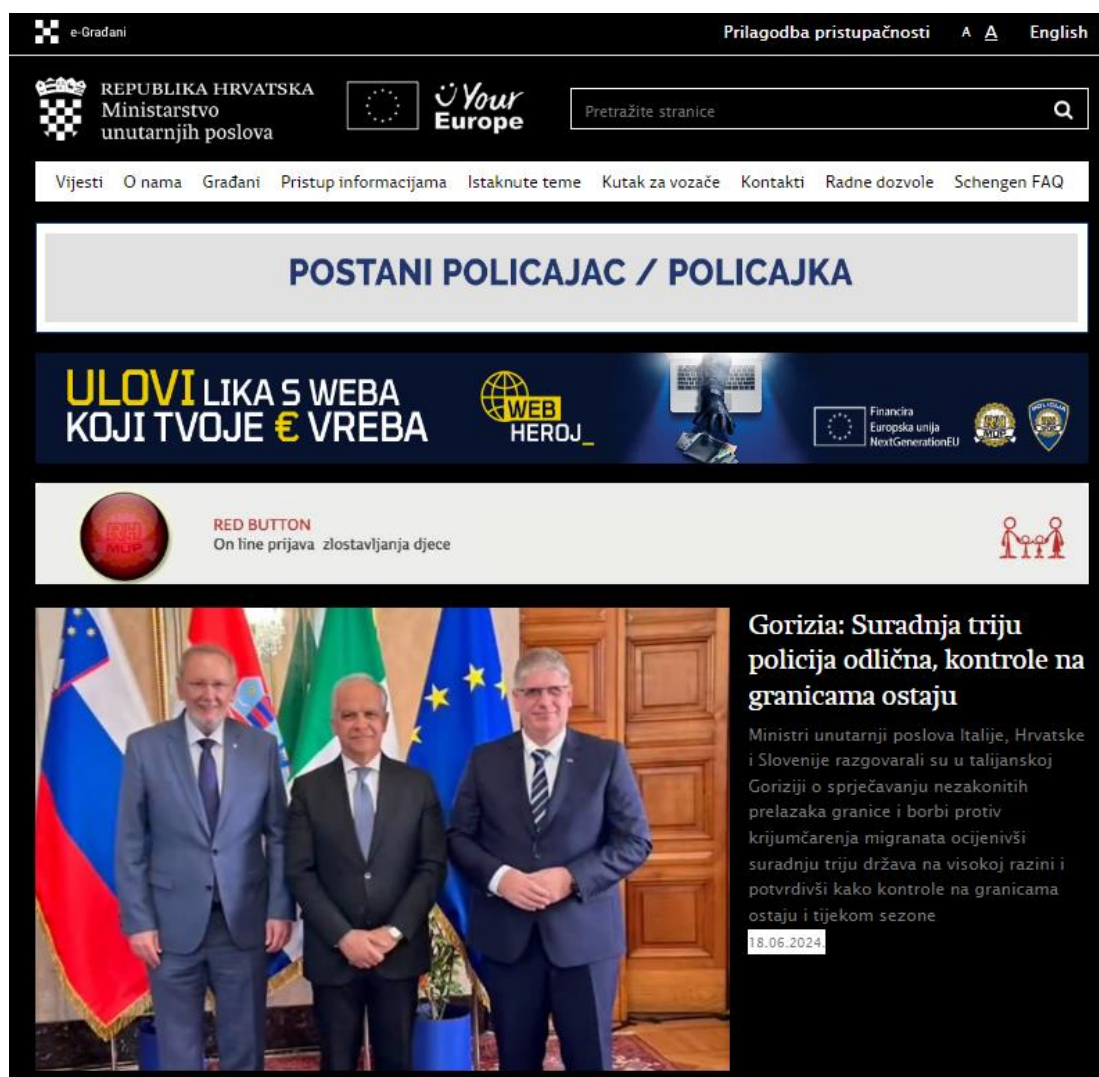 e-Građani
Prilagodba pristupačnosti A A English
REPUBLIKA HRVATSKA
Ministarstvo
unutarnjih poslova
Your
Europe
Pretražite stranice
Vijesti O nama Građani Pristup informacijama Istaknute teme Kutak za vozače Kontakti Radne dozvole Schengen FAQ
POSTANI POLICAJAC / POLICAJKA
ULOVI LIKA S WEBA
KOJI TVOJE € VREBA
WEB
HEROJ_
Financira
Europska unija
NextGenerationEU
RH
MUP
POLICIJA
RH
MUP
RED BUTTON
On line prijava zlostavljanja djece
Gorizia: Suradnja triju
policija odlična, kontrole na
granicama ostaju
Ministri unutarnji poslova Italije, Hrvatske
i Slovenije razgovarali su u talijanskoj
Goriziji o sprječavanju nezakonitih
prelazaka granice i borbi protiv
krijumčarenja migranata ocijenivši
suradnju triju država na visokoj razini i
potvrdivši kako kontrole na granicama
ostaju i tijekom sezone
18.06.2024.